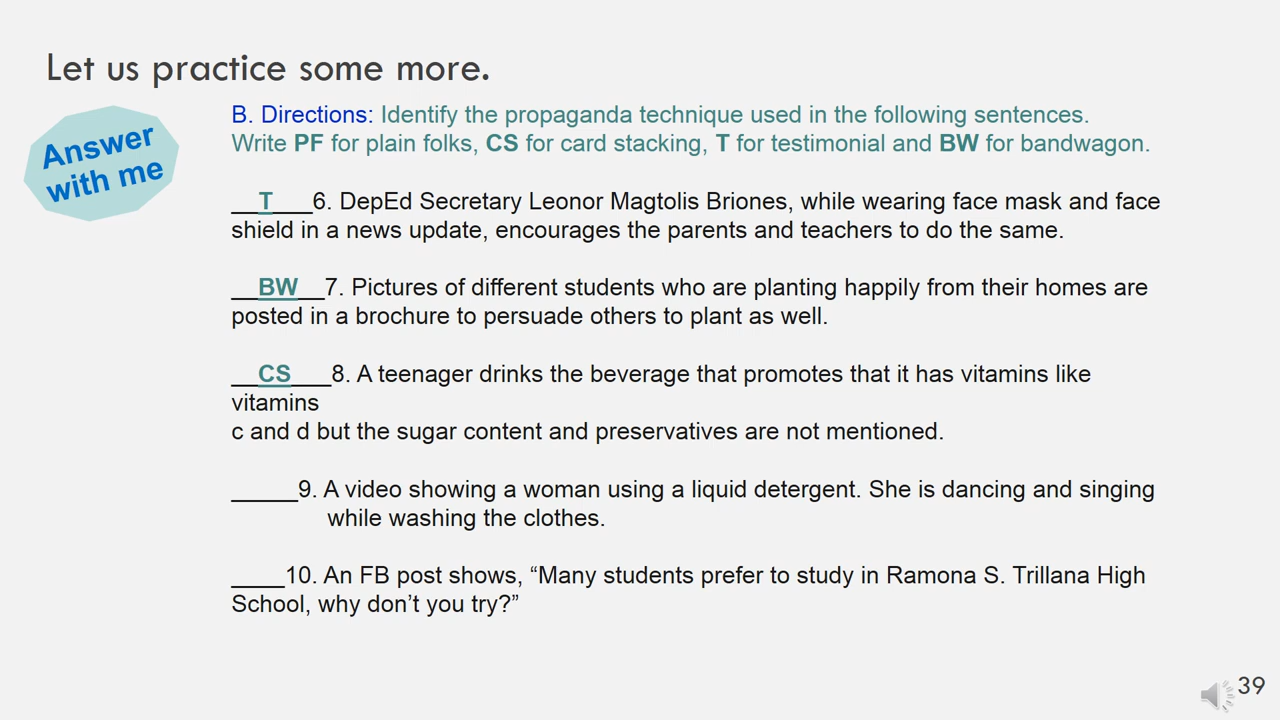 Let us practice some more.
Answer
with me
B. Directions: Identify the propaganda technique used in the following sentences.
Write PF for plain folks, CS for card stacking, T for testimonial and BW for bandwagon.
__T___6. DepEd Secretary Leonor Magtolis Briones, while wearing face mask and face
shield in a news update, encourages the parents and teachers to do the same.
__BW__7. Pictures of different students who are planting happily from their homes are
posted in a brochure to persuade others to plant as well.
__CS___8. A teenager drinks the beverage that promotes that it has vitamins like
vitamins
c and d but the sugar content and preservatives are not mentioned.
_____9. A video showing a woman using a liquid detergent. She is dancing and singing
while washing the clothes.
____10. An FB post shows, “Many students prefer to study in Ramona S. Trillana High
School, why don’t you try?”
39